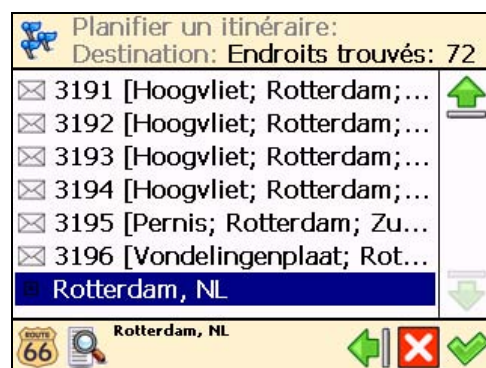 Planifier un itinéraire:
Destination: Endroits trouvés: 72
3191 [Hoogvliet; Rotterdam;...
3192 [Hoogvliet; Rotterdam;...
3193 [Hoogvliet; Rotterdam;...
3194 [Hoogvliet; Rotterdam;...
3195 [Pernis; Rotterdam; Zu...
3196 [Vondelingenplaat; Rot...
Rotterdam, NL
ROUTE 66
Rotterdam, NL